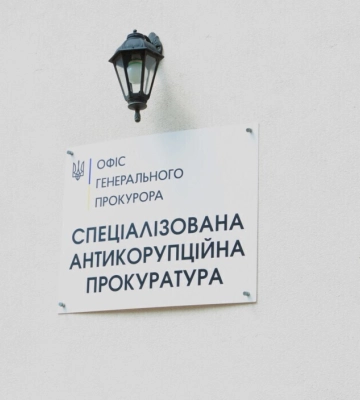 ОФІС
ГЕНЕРАЛЬНОГО
ПРОКУРОРА
СПЕЦІАЛІЗОВАНА
АНТИКОРУПЦІЙНА
ПРОКУРАТУРА